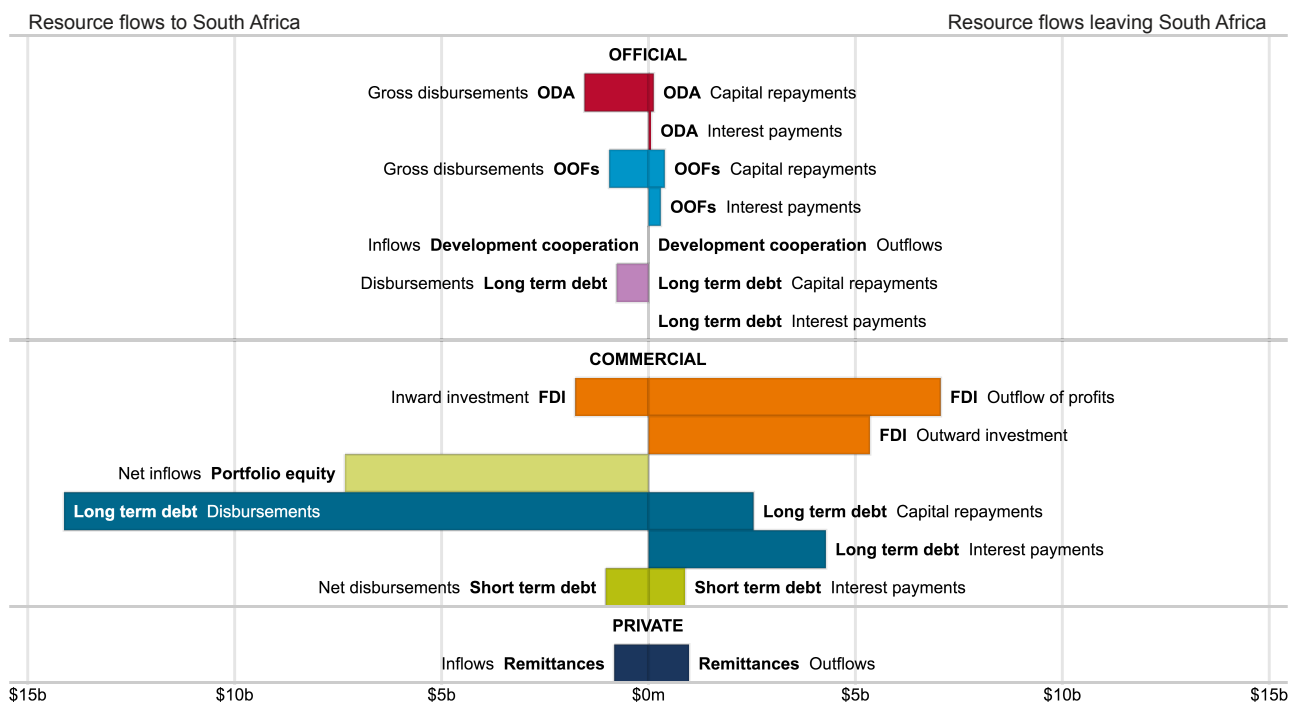 Resource flows to South Africa Resource flows leaving South Africa
OFFICIAL
Gross disbursements ODA ODA Capital repayments
ODA Interest payments
Gross disbursements OOFs OOFs Capital repayments
OOFs Interest payments
Inflows Development cooperation Development cooperation Outflows
Disbursements Long term debt Long term debt Capital repayments
Long term debt Interest payments
COMMERCIAL
Inward investment FDI FDI Outflow of profits
FDI Outward investment
Net inflows Portfolio equity
Long term debt Disbursements Long term debt Capital repayments
Long term debt Interest payments
Net disbursements Short term debt Short term debt Interest payments
PRIVATE
Inflows Remittances Remittances Outflows
$15b $10b $5b $0m $5b $10b $15b